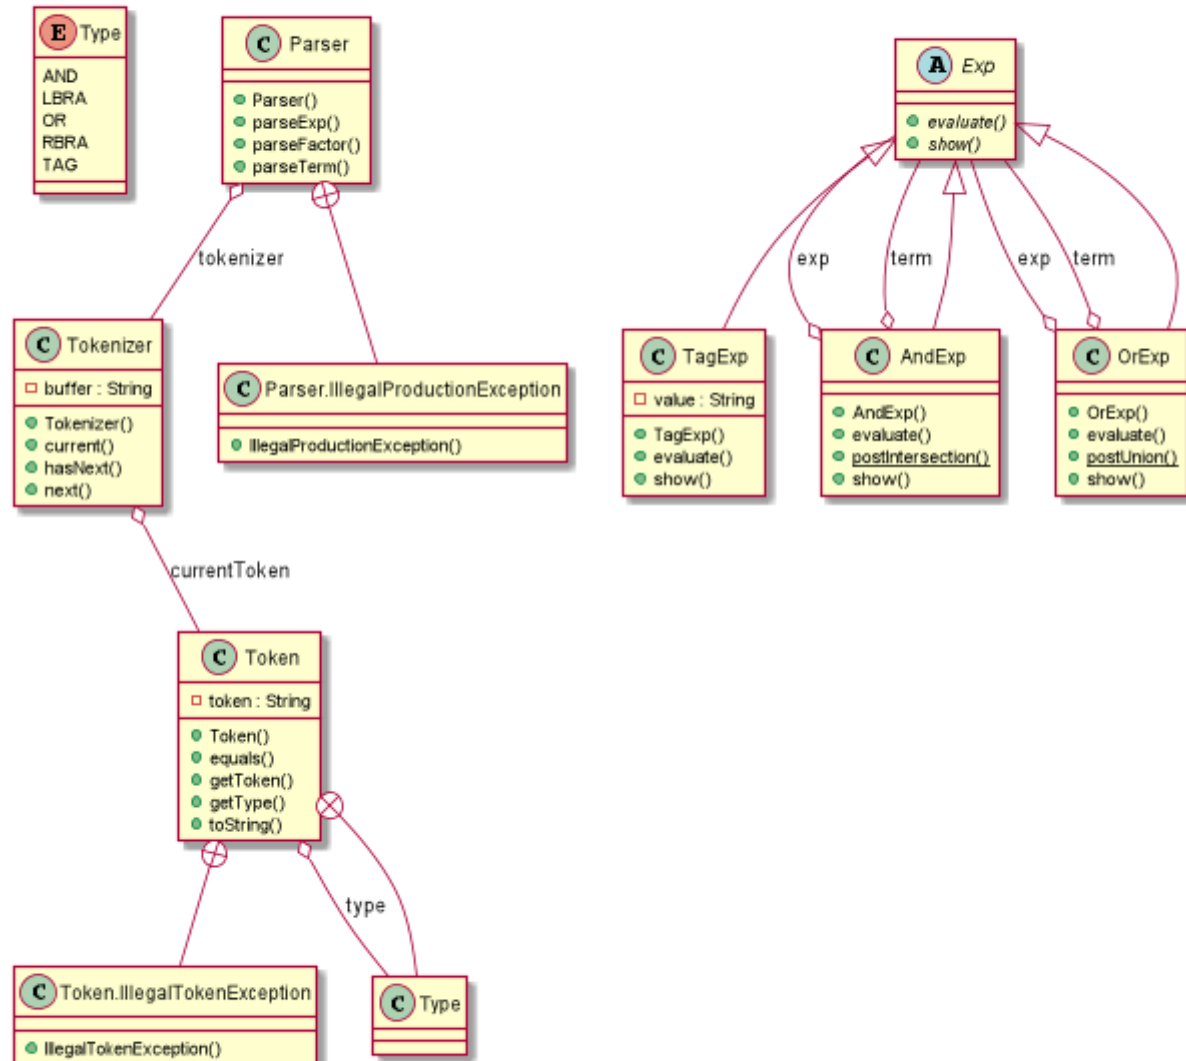 E Type
AND
LBRA
OR
RBRA
TAG
C Parser
Parser()
parseExp()
parseFactor()
parseTerm()
A Exp
evaluate()
show()
tokenizer
exp
term
exp
term
C Tokenizer
buffer : String
Tokenizer()
current()
hasNext()
next()
C Parser.IllegalProductionException
IllegalProductionException()
C TagExp
value : String
TagExp()
evaluate()
show()
C AndExp
AndExp()
evaluate()
postIntersection()
show()
C OrExp
OrExp()
evaluate()
postUnion()
show()
currentToken
C Token
token : String
Token()
equals()
getToken()
getType()
toString()
type
C Token.IllegalTokenException
IllegalTokenException()
C Type